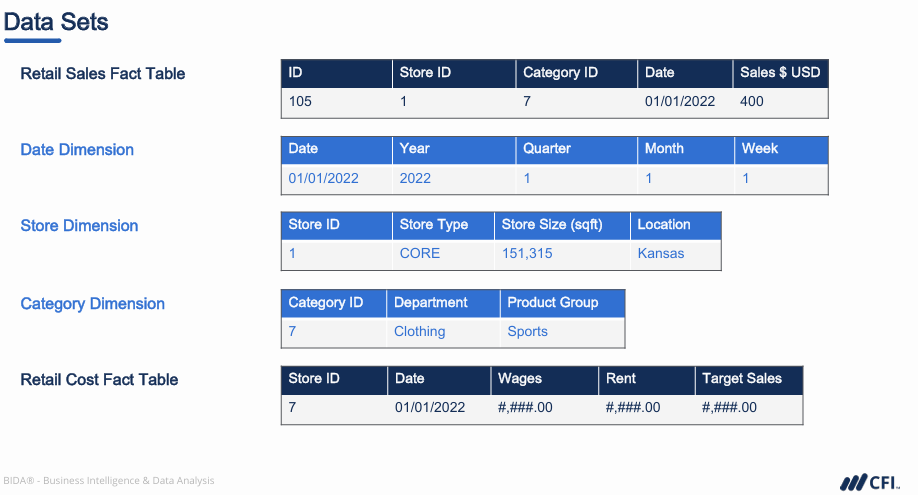 Data Sets
Retail Sales Fact Table
ID Store ID Category ID Date Sales $ USD
105 1 7 01/01/2022 400
Date Dimension
Date Year Quarter Month Week
01/01/2022 2022 1 1 1
Store Dimension
Store ID Store Type Store Size (sqft) Location
1 CORE 151,315 Kansas
Category Dimension
Category ID Department Product Group
7 Clothing Sports
Retail Cost Fact Table
Store ID Date Wages Rent Target Sales
7 01/01/2022 #,###.00 #,###.00 #,###.00
BIDA® - Business Intelligence & Data Analysis
CFI™